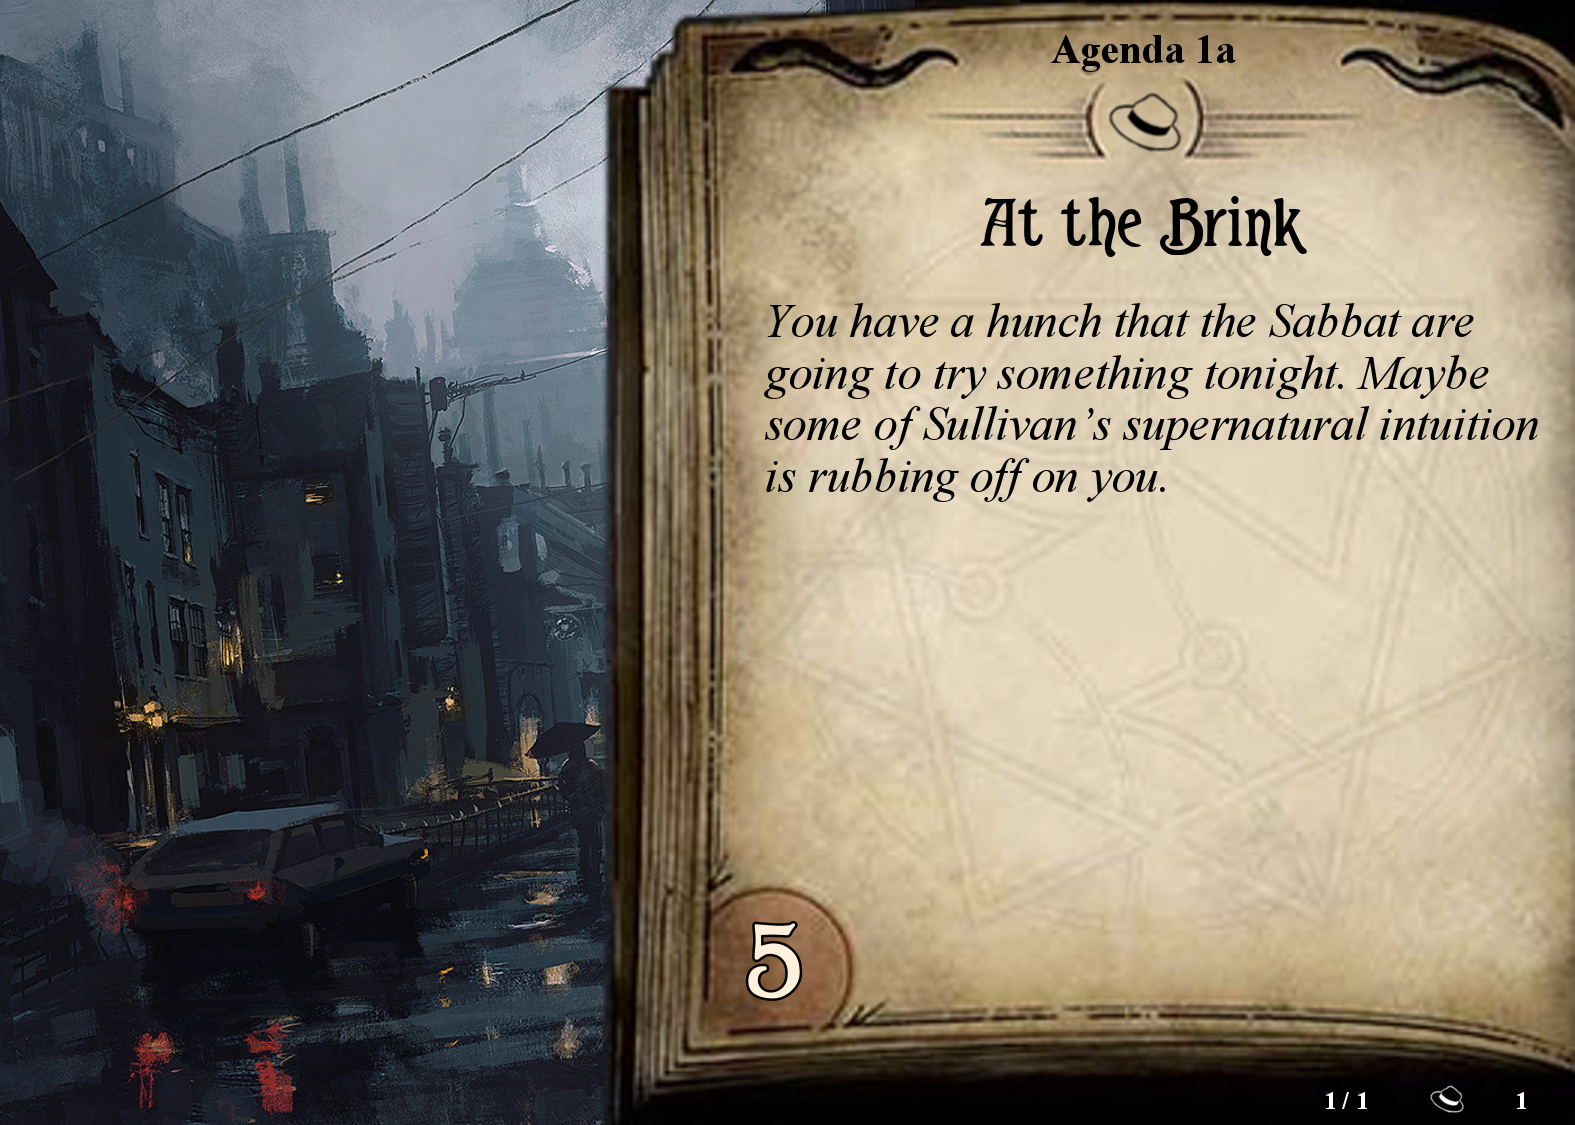 Agenda 1a
At the Brink
You have a hunch that the Sabbat are
going to try something tonight. Maybe
some of Sullivan’s supernatural intuition
is rubbing off on you.
5
1 / 1 1